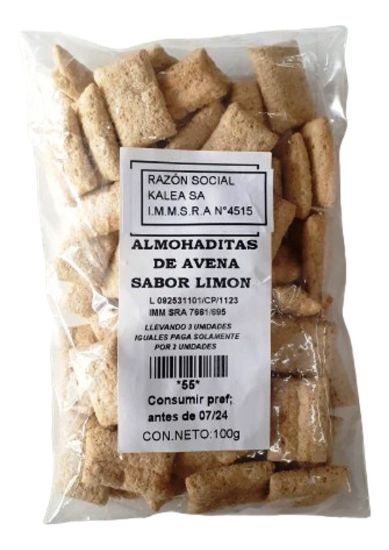 RAZÓN SOCIAL
KALEA SA
I.M.M.S.R.A N°4515
ALMOHADITAS
DE AVENA
SABOR LIMON
L 092531101/CP/1123
IMM SRA 7661/695
LLEVANDO 3 UNIDADES
IGUALES PAGA SOLAMENTE
POR 2 UNIDADES
*55*
Consumir pref;
antes de 07/24
CON.NETO:100g